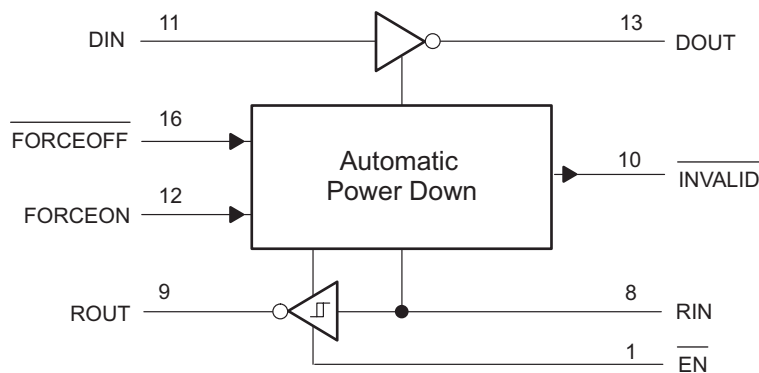 DIN 11 13 DOUT
FORCEOFF 16
Automatic
Power Down
10 INVALID
FORCEON 12
ROUT 9 8 RIN
1 EN